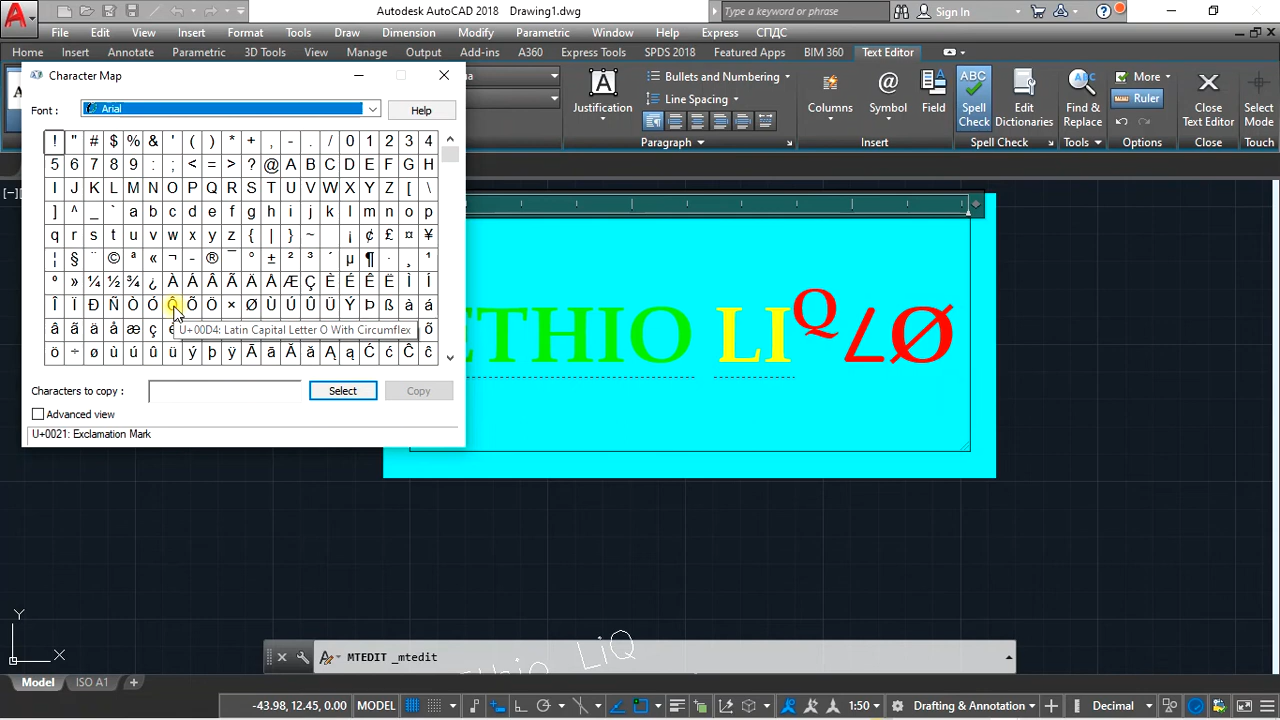 Autodesk AutoCAD 2018 Drawing1.dwg
Type a keyword or phrase
Sign In
File Edit View Insert Format Tools Draw Dimension Modify Parametric Window Help Express СПДС
Home Insert Annotate Parametric 3D Tools View Manage Output Add-ins A360 Express Tools SPDS 2018 Featured Apps BIM 360 Text Editor
Character Map
Font :
Arial
Help
! " # $ % & ' ( ) * + , - . / 0 1 2 3 4
5 6 7 8 9 : ; < = > ? @ A B C D E F G H
I J K L M N O P Q R S T U V W X Y Z [ \
] ^ _ ` a b c d e f g h i j k l m n o p
q r s t u v w x y z { | } ~ ¡ ¢ £ ¤ ¥
¦ § ¨ © ª « ¬ - ® ¯ ° ± ² ³ ´ µ ¶ · ¸ ¹
º » ¼ ½ ¾ ¿ À Á Â Ã Ä Å Æ Ç È É Ê Ë Ì Í
Î Ï Ð Ñ Ò Ó Ô Õ Ö × Ø Ù Ú Û Ü Ý Þ ß à á
â ã ä å æ ç õ
U+00D4: Latin Capital Letter O With Circumflex
ö ÷ ø ù ú û ü ý þ ÿ Ā ā Ă ă Ą ą Ć ć Ĉ ĉ
Characters to copy :
Select
Copy
Advanced view
U+0021: Exclamation Mark
Justification
Bullets and Numbering
Line Spacing
Paragraph
Columns
Symbol
Field
Insert
ABC
Spell Check
Edit Dictionaries
Spell Check
Find & Replace
Tools
More
Ruler
Options
Close Text Editor
Close
Select Mode
Touch
ETHIO LIQ∠Ø
LiQ
Y
X
MTEDIT _mtedit
Model ISO A1 +
-43.98, 12.45, 0.00 MODEL
1:50
Drafting & Annotation
Decimal